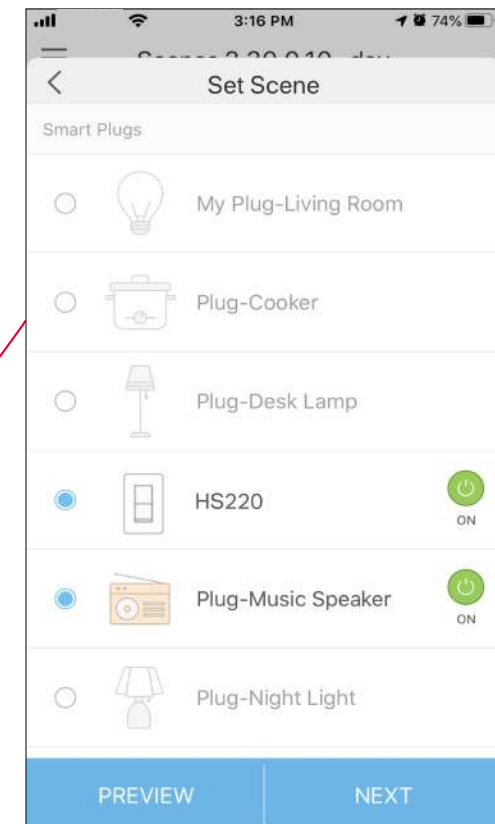 3:16 PM
74%
Set Scene
Smart Plugs
My Plug-Living Room
Plug-Cooker
Plug-Desk Lamp
HS220
ON
Plug-Music Speaker
ON
Plug-Night Light
PREVIEW
NEXT